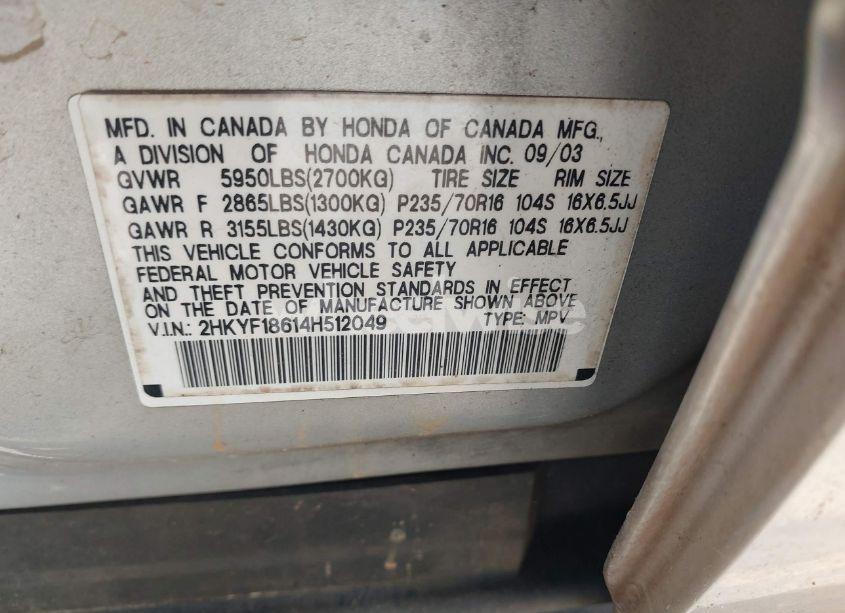 MFD. IN CANADA BY HONDA OF CANADA MFG.,
A DIVISION OF HONDA CANADA INC. 09/03
GVWR 5950LBS(2700KG) TIRE SIZE RIM SIZE
GAWR F 2865LBS(1300KG) P235/70R16 104S 16X6.5JJ
GAWR R 3155LBS(1430KG) P235/70R16 104S 16X6.5JJ
THIS VEHICLE CONFORMS TO ALL APPLICABLE
FEDERAL MOTOR VEHICLE SAFETY
AND THEFT PREVENTION STANDARDS IN EFFECT
ON THE DATE OF MANUFACTURE SHOWN ABOVE
V.I.N.: 2HKYF18614H512049 TYPE: MPV